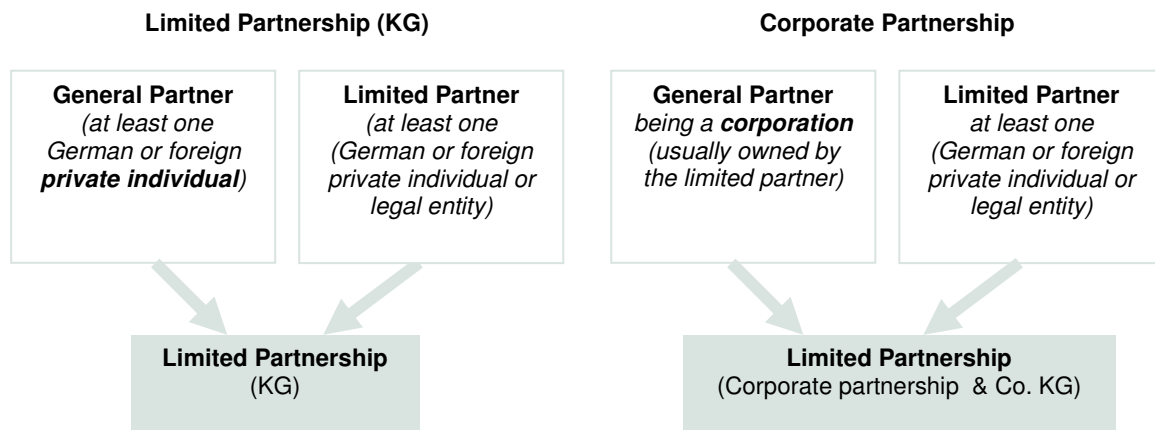 Limited Partnership (KG)
General Partner
(at least one
German or foreign
private individual)
Limited Partner
(at least one
(German or foreign
private individual or
legal entity)
Limited Partnership
(KG)
Corporate Partnership
General Partner
being a corporation
(usually owned by
the limited partner)
Limited Partner
at least one
(German or foreign
private individual or
legal entity)
Limited Partnership
(Corporate partnership & Co. KG)